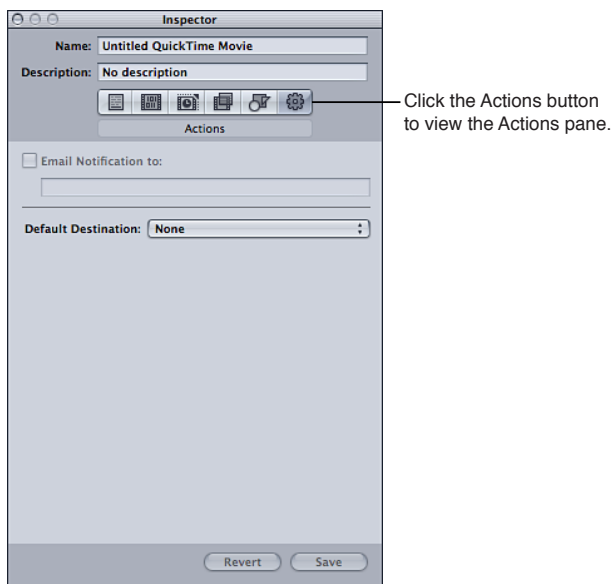 Inspector
Name: Untitled QuickTime Movie
Description: No description
Actions
Click the Actions button
to view the Actions pane.
Email Notification to:
Default Destination: None
Revert Save